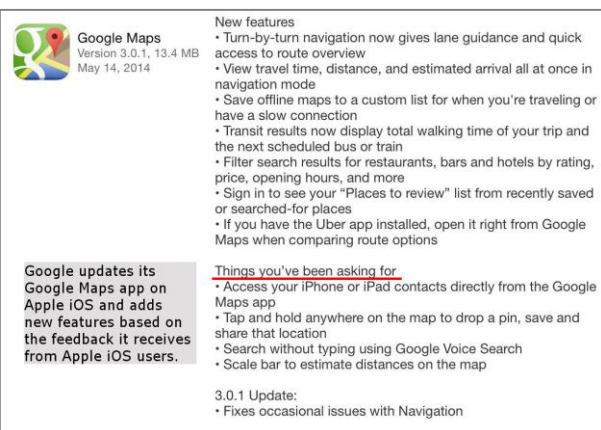 Google Maps
Version 3.0.1, 13.4 MB
May 14, 2014
New features
• Turn-by-turn navigation now gives lane guidance and quick
access to route overview
• View travel time, distance, and estimated arrival all at once in
navigation mode
• Save offline maps to a custom list for when you're traveling or
have a slow connection
• Transit results now display total walking time of your trip and
the next scheduled bus or train
• Filter search results for restaurants, bars and hotels by rating,
price, opening hours, and more
• Sign in to see your “Places to review” list from recently saved
or searched-for places
• If you have the Uber app installed, open it right from Google
Maps when comparing route options
Google updates its
Google Maps app on
Apple iOS and adds
new features based on
the feedback it receives
from Apple iOS users.
Things you've been asking for
• Access your iPhone or iPad contacts directly from the Google
Maps app
• Tap and hold anywhere on the map to drop a pin, save and
share that location
• Search without typing using Google Voice Search
• Scale bar to estimate distances on the map
3.0.1 Update:
• Fixes occasional issues with Navigation